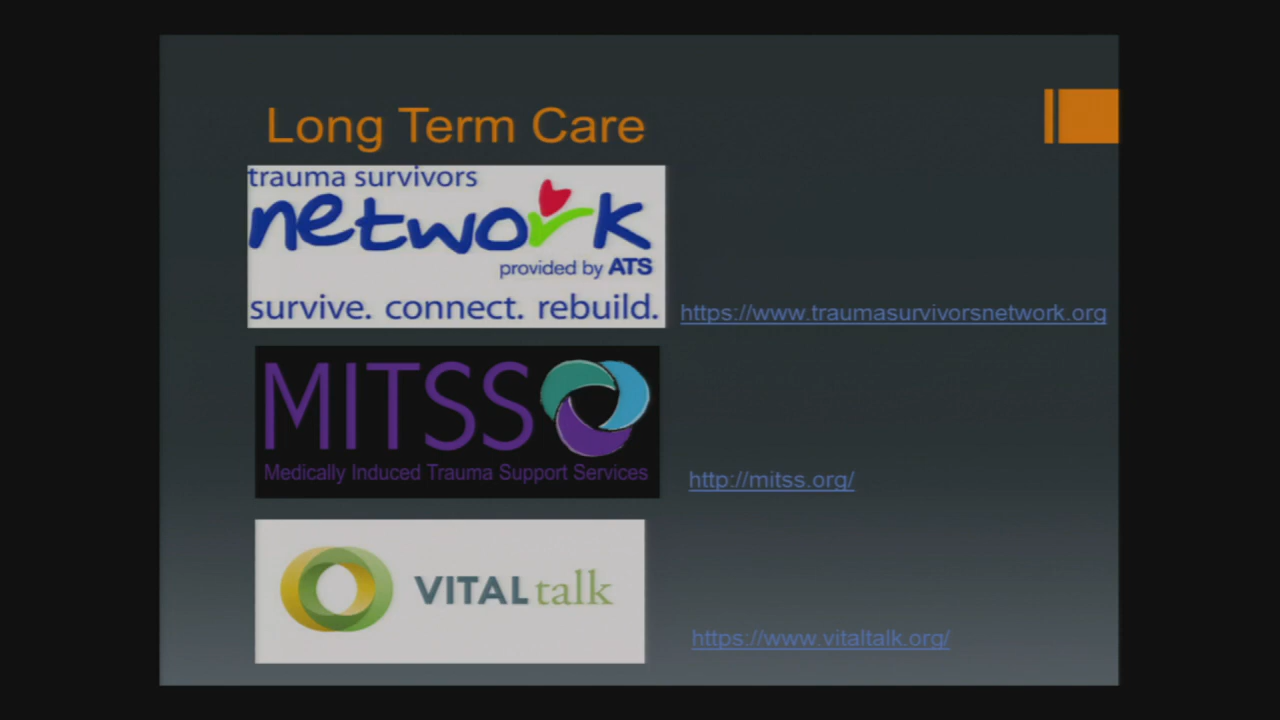 Long Term Care
trauma survivors
network
provided by ATS
survive. connect. rebuild.
https://www.traumasurvivorsnetwork.org
MITSS
Medically Induced Trauma Support Services
http://mitss.org/
VITALtalk
https://www.vitaltalk.org/